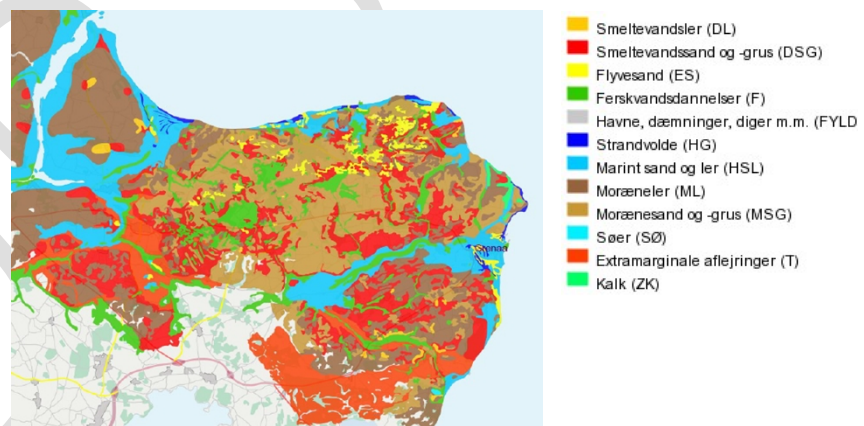 Smeltevandsler (DL)
Smeltevandssand og -grus (DSG)
Flyvesand (ES)
Ferskvandsdannelser (F)
Havne, dæmninger, diger m.m. (FYLD
Strandvolde (HG)
Marint sand og ler (HSL)
Moræneler (ML)
Morænesand og -grus (MSG)
Søer (SØ)
Extramarginale aflejringer (T)
Kalk (ZK)